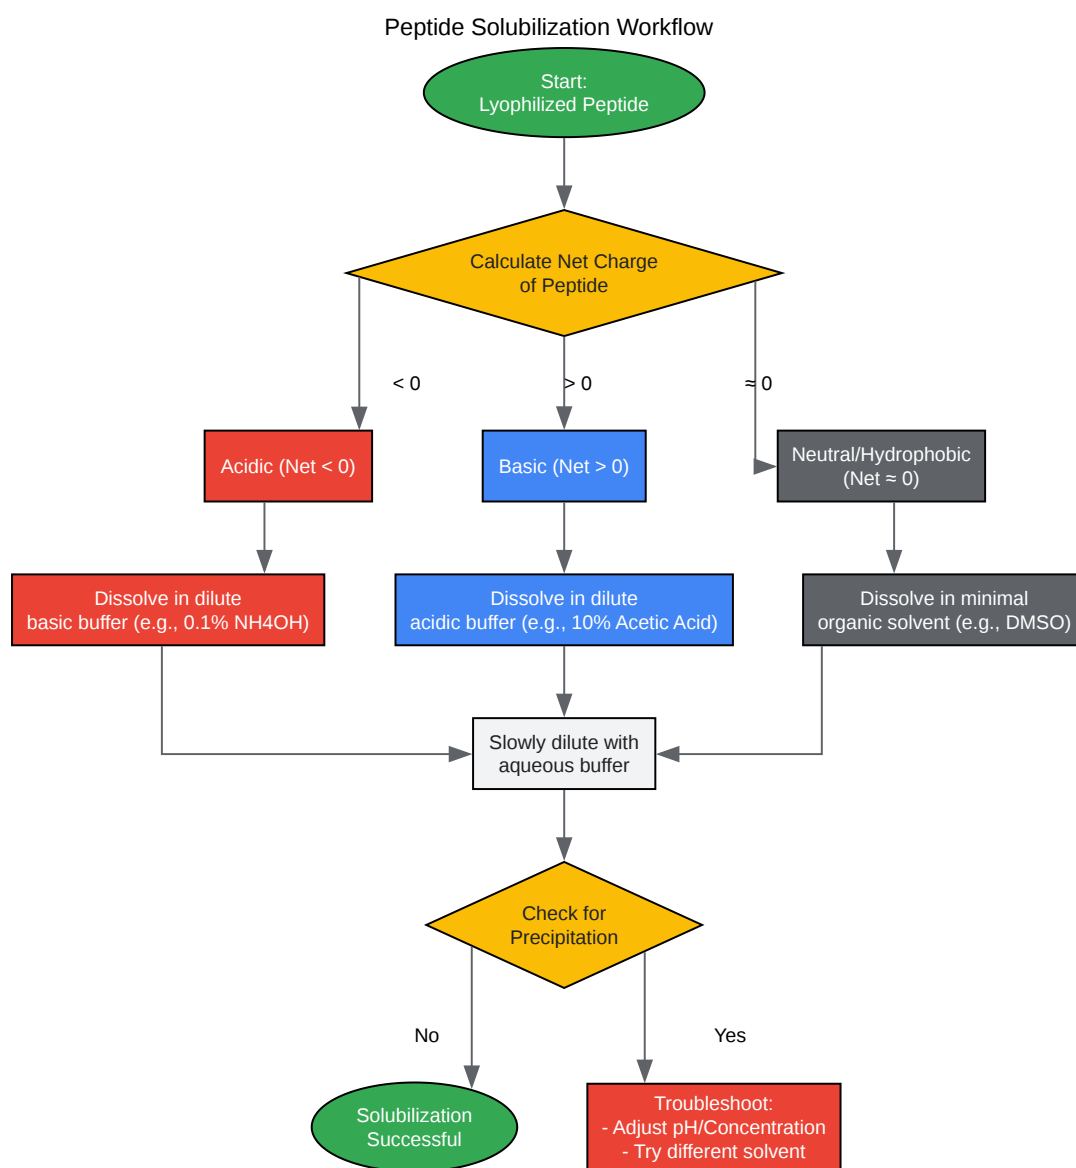 Peptide Solubilization Workflow
Start:
Lyophilized Peptide
Calculate Net Charge
of Peptide
< 0
> 0
≈ 0
Acidic (Net < 0)
Basic (Net > 0)
Neutral/Hydrophobic
(Net ≈ 0)
Dissolve in dilute
basic buffer (e.g., 0.1% NH4OH)
Dissolve in dilute
acidic buffer (e.g., 10% Acetic Acid)
Dissolve in minimal
organic solvent (e.g., DMSO)
Slowly dilute with
aqueous buffer
Check for
Precipitation
No
Yes
Solubilization
Successful
Troubleshoot:
- Adjust pH/Concentration
- Try different solvent